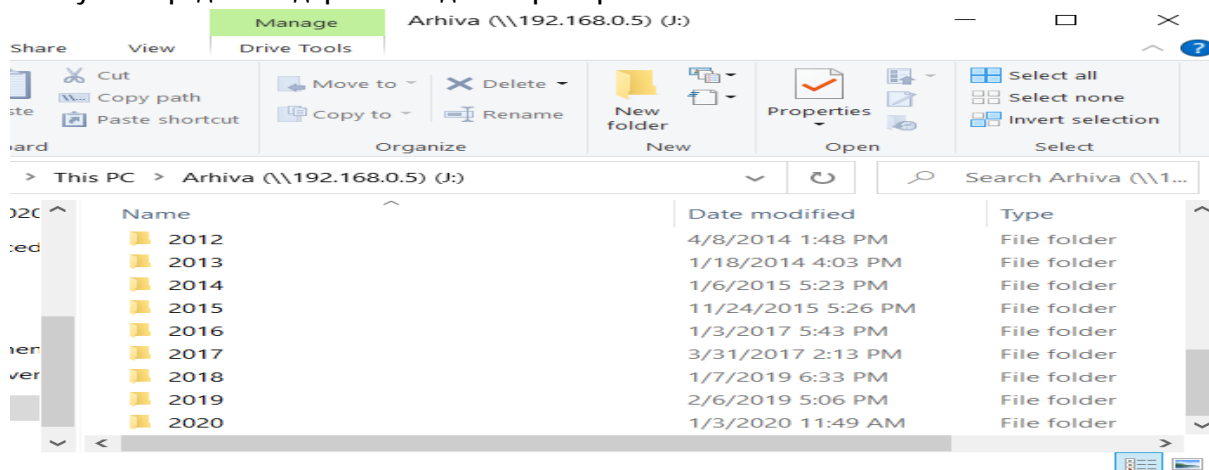 Manage Arhiva (\\192.168.0.5) (J:)
Share View Drive Tools
Cut Move to Delete Select all
Copy path Select none
Paste shortcut Copy to Rename New folder Properties Invert selection
Organize New Open Select
> This PC > Arhiva (\\192.168.0.5) (J:) Search Arhiva (\\1...
Name Date modified Type
2012 4/8/2014 1:48 PM File folder
2013 1/18/2014 4:03 PM File folder
2014 1/6/2015 5:23 PM File folder
2015 11/24/2015 5:26 PM File folder
2016 1/3/2017 5:43 PM File folder
2017 3/31/2017 2:13 PM File folder
2018 1/7/2019 6:33 PM File folder
2019 2/6/2019 5:06 PM File folder
2020 1/3/2020 11:49 AM File folder